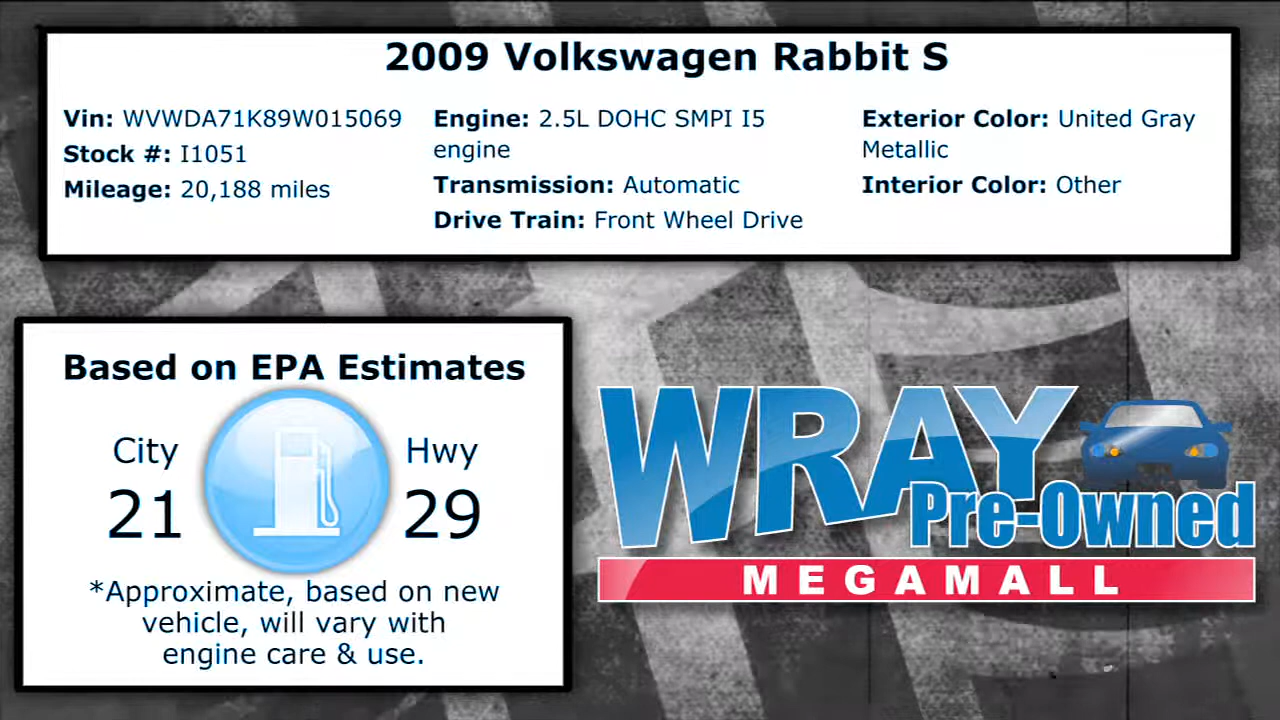 2009 Volkswagen Rabbit S
Vin: WVWDA71K89W015069
Stock #: I1051
Mileage: 20,188 miles
Engine: 2.5L DOHC SMPI I5
engine
Transmission: Automatic
Drive Train: Front Wheel Drive
Exterior Color: United Gray
Metallic
Interior Color: Other
Based on EPA Estimates
City
21
Hwy
29
*Approximate, based on new
vehicle, will vary with
engine care & use.
WRAY
Pre-Owned
MEGAMALL